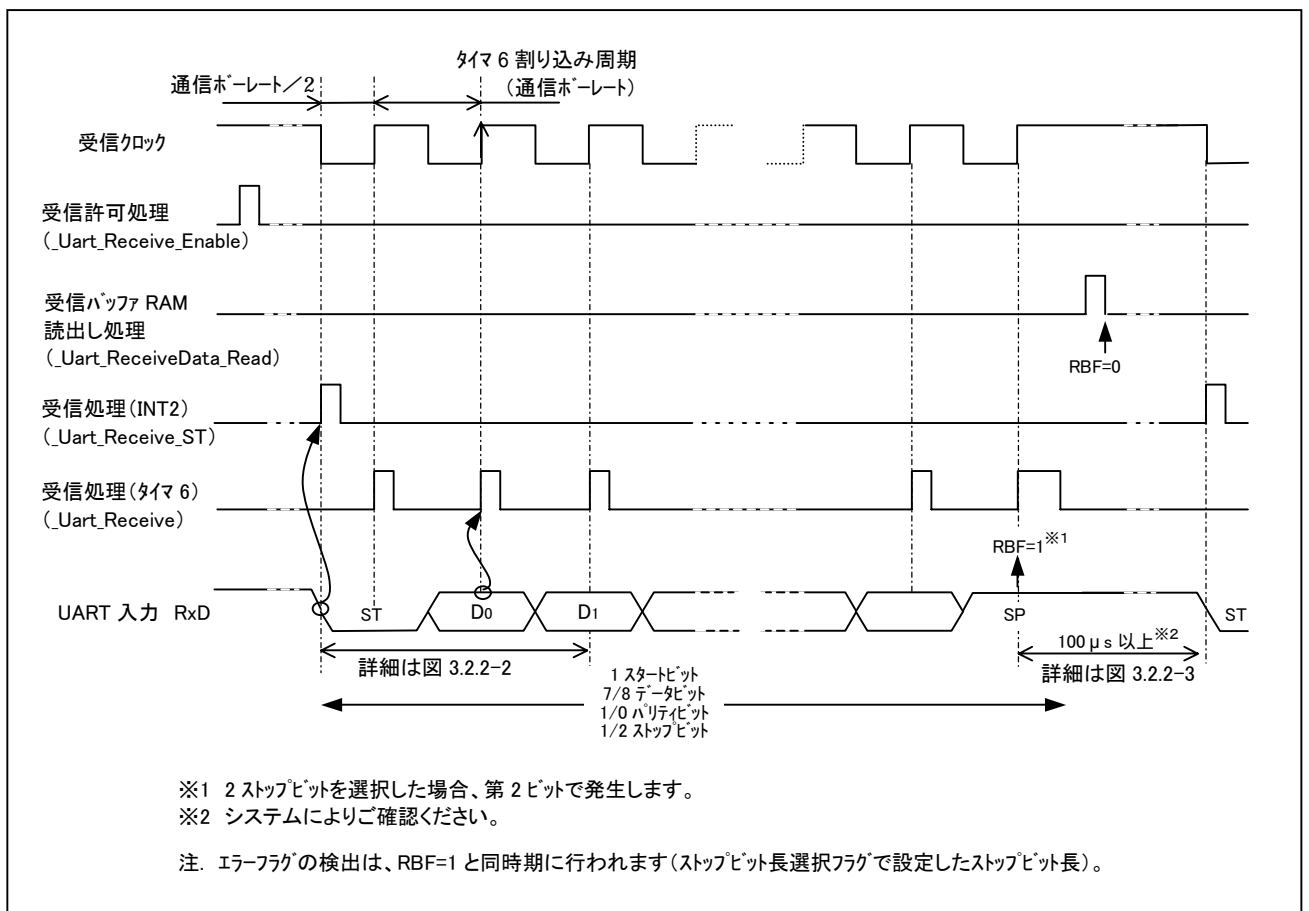 タイマ 6 割り込み周期
通信ボーレート／2
（通信ボーレート）
受信クロック
受信許可処理
（_Uart_Receive_Enable）
受信バッファ RAM
読出し処理
（_Uart_ReceiveData_Read）
RBF=0
受信処理（INT2）
（_Uart_Receive_ST）
受信処理（タイマ 6）
（_Uart_Receive）
RBF=1※1
UART 入力 RxD
ST
D0
D1
SP
ST
100μs 以上※2
詳細は図 3.2.2-2
詳細は図 3.2.2-3
1 スタートビット
7/8 データビット
1/0 パリティビット
1/2 ストップビット
※1 2 ストップビットを選択した場合、第 2 ビットで発生します。
※2 システムによりご確認ください。
注. エラーフラグの検出は、RBF=1 と同時期に行われます（ストップビット長選択フラグで設定したストップビット長）。